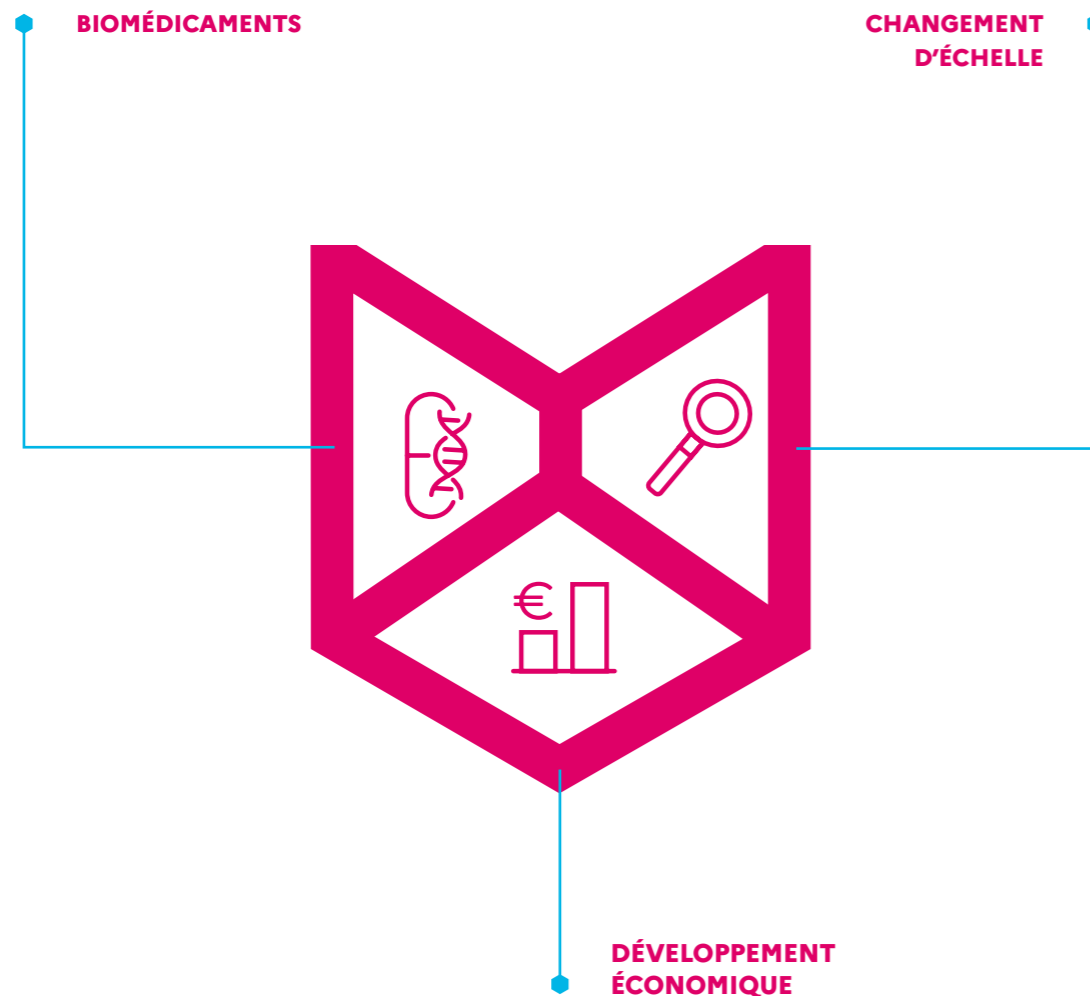 BIOMÉDICAMENTS
CHANGEMENT
D’ÉCHELLE
€
DÉVELOPPEMENT
ÉCONOMIQUE